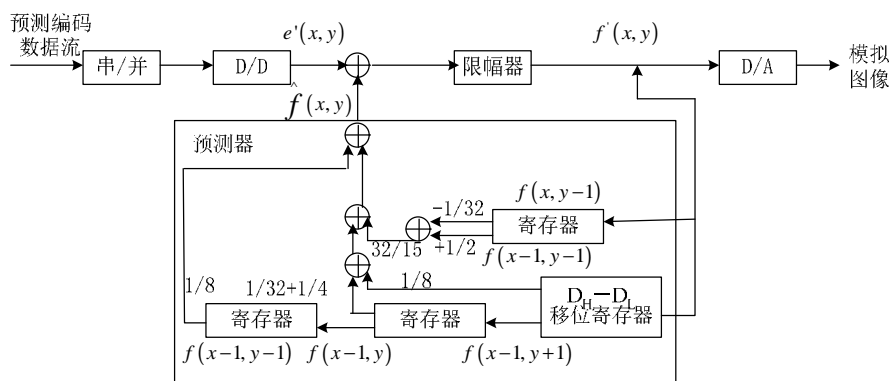 预测编码
数据流
串/并
D/D
e'(x,y)
限幅器
f'(x,y)
D/A
模拟
图像
^
f(x,y)
预测器
f(x,y-1)
-1/32
寄存器
32/15
+1/2
f(x-1,y-1)
1/8
1/32+1/4
1/8
D_H—D_L
移位寄存器
寄存器
寄存器
f(x-1,y-1)
f(x-1,y)
f(x-1,y+1)